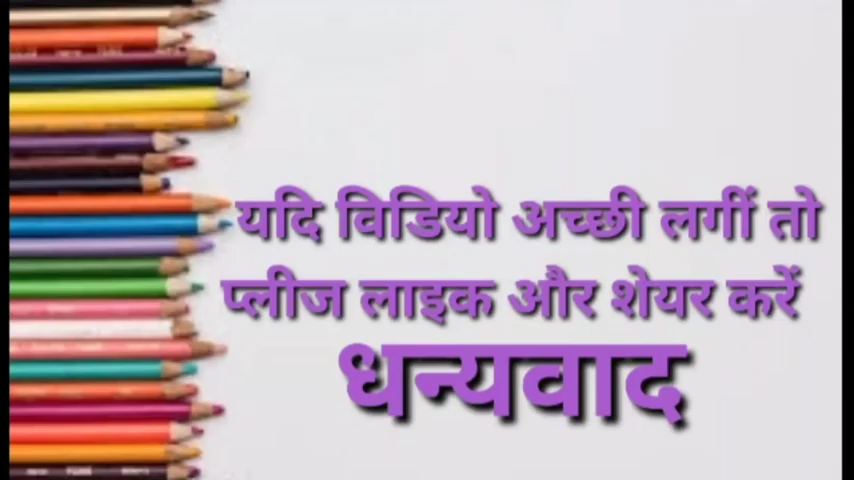 यदि विडियो अच्छी लगीं तो
प्लीज लाइक और शेयर करें
धन्यवाद